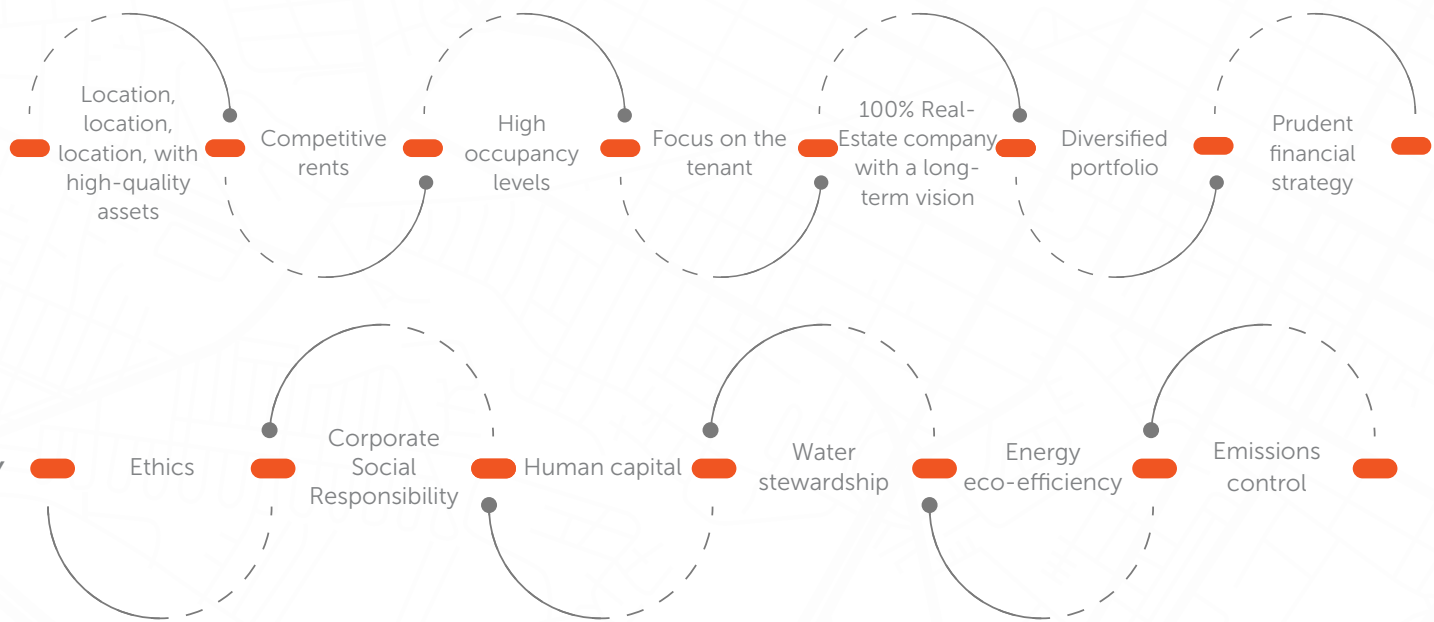 Location,
location,
location, with
high-quality
assets
Competitive
rents
High
occupancy
levels
Focus on the
tenant
100% Real-
Estate company
with a long-
term vision
Diversified
portfolio
Prudent
financial
strategy
Ethics
Corporate
Social
Responsibility
Human capital
Water
stewardship
Energy
eco-efficiency
Emissions
control